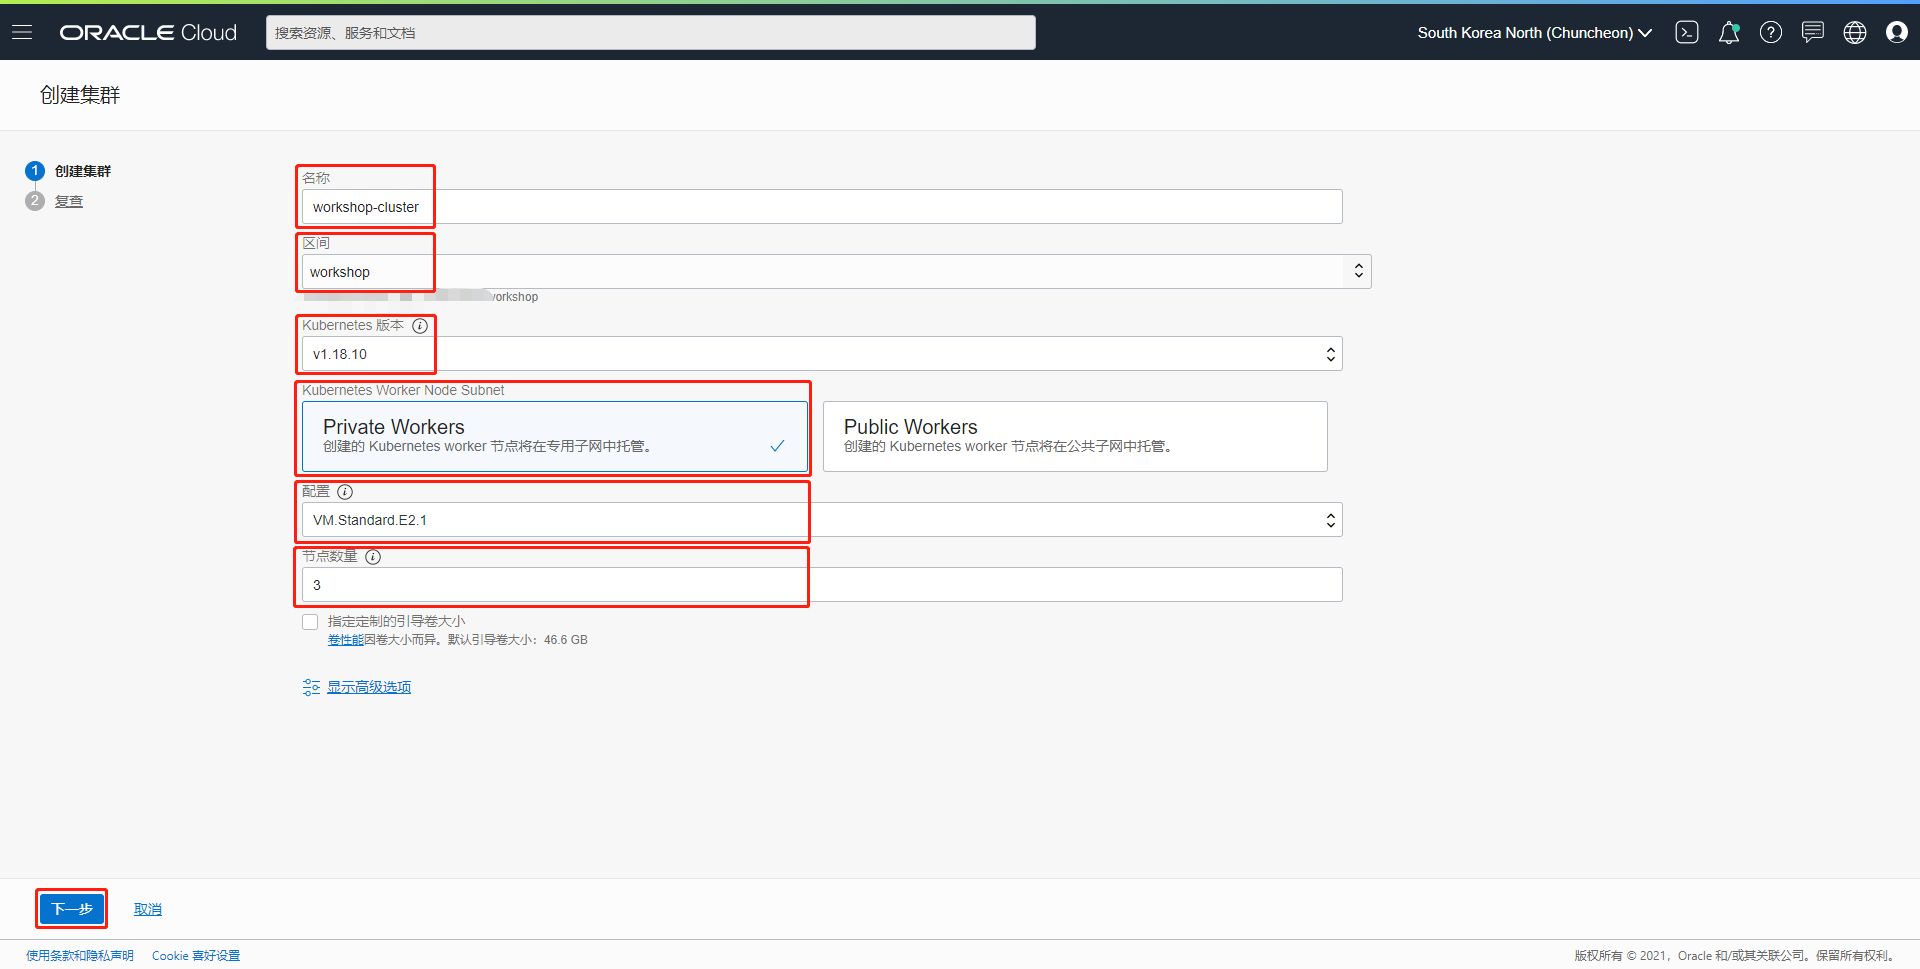 ORACLE Cloud
搜索资源、服务和文档
South Korea North (Chuncheon)
创建集群
1 创建集群
2 复查
名称
workshop-cluster
区间
workshop
workshop
Kubernetes 版本
v1.18.10
Kubernetes Worker Node Subnet
Private Workers
创建的 Kubernetes worker 节点将在专用子网中托管。
Public Workers
创建的 Kubernetes worker 节点将在公共子网中托管。
配置
VM.Standard.E2.1
节点数量
3
指定定制的引导卷大小
卷性能因卷大小而异。默认引导卷大小：46.6 GB
显示高级选项
下一步
取消
使用条款和隐私声明
Cookie 喜好设置
版权所有 © 2021，Oracle 和/或其关联公司。保留所有权利。